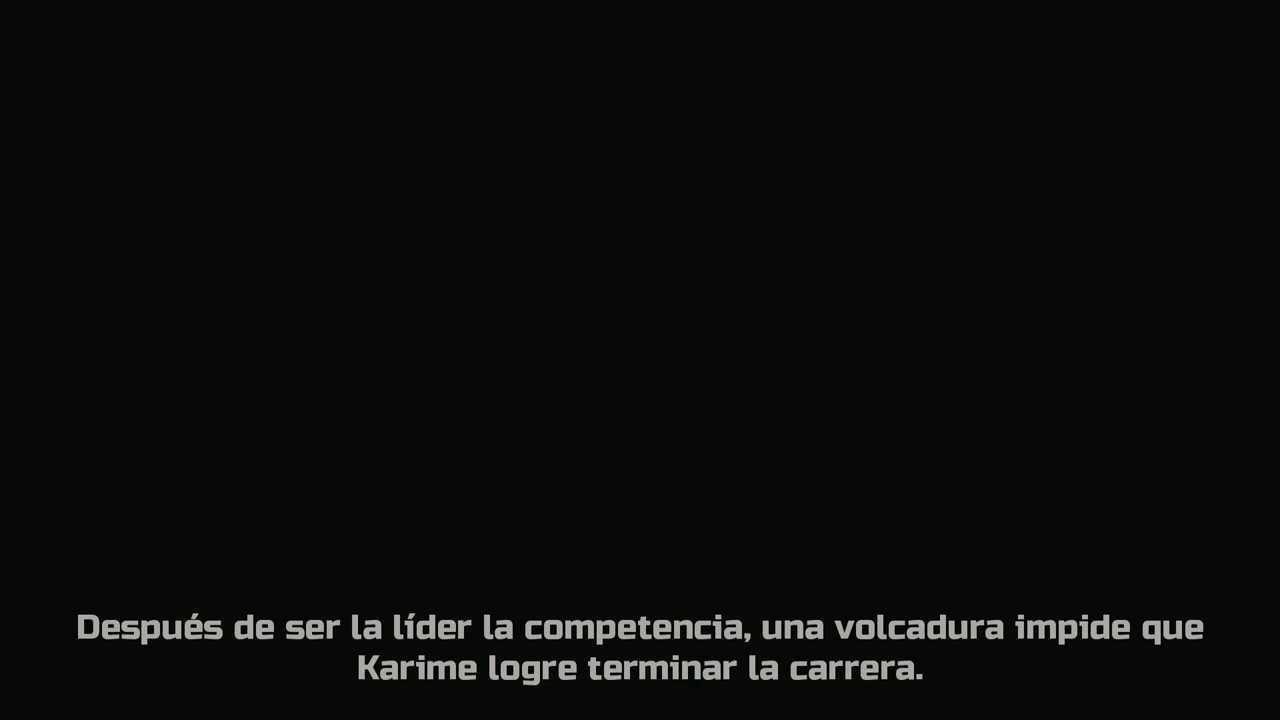 Después de ser la líder la competencia, una volcadura impide que
Karime logre terminar la carrera.